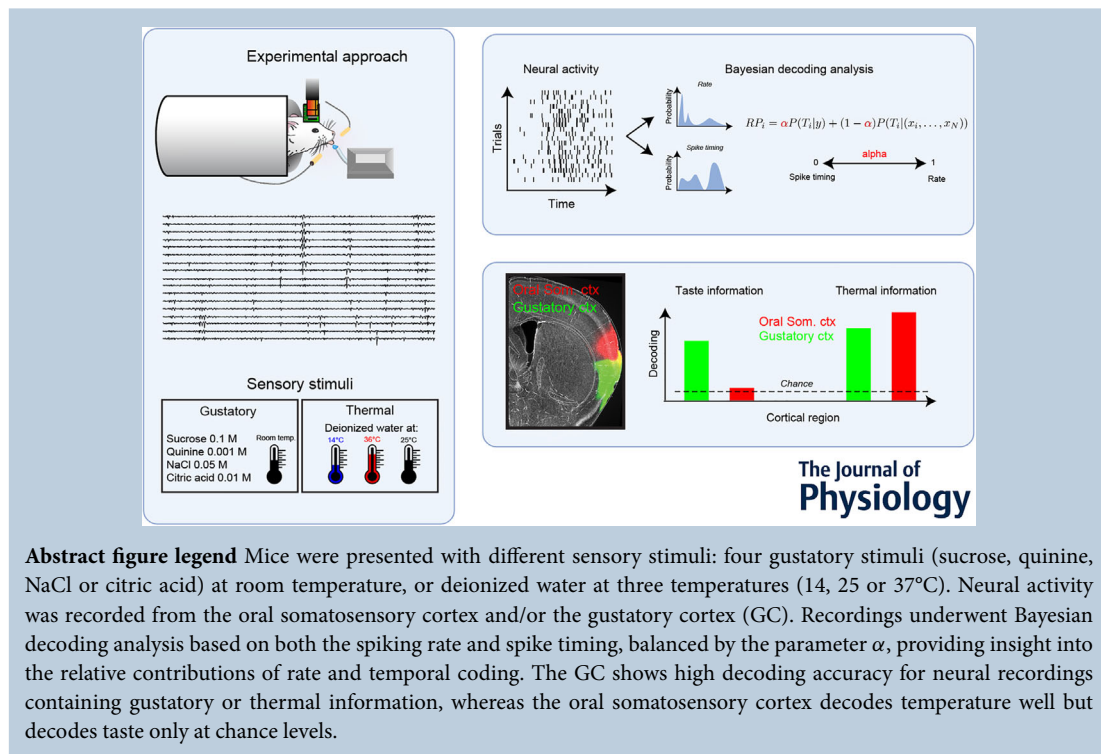 Experimental approach
Sensory stimuli
Gustatory
Sucrose 0.1 M
Quinine 0.001 M
NaCl 0.05 M
Citric acid 0.01 M
Room temp.
Thermal
Deionized water at:
14°C 36°C 25°C
Neural activity
Trials
Time
Bayesian decoding analysis
Rate
Probability
Spike timing
Probability
RPᵢ = αP(Tᵢ|y) + (1 − α)P(Tᵢ|(xᵢ, . . . , x_N))
0 alpha 1
Spike timing Rate
Oral Som. ctx
Gustatory ctx
Taste information Thermal information
Oral Som. ctx
Gustatory ctx
Decoding
Chance
Cortical region
The Journal of
Physiology
Abstract figure legend Mice were presented with different sensory stimuli: four gustatory stimuli (sucrose, quinine,
NaCl or citric acid) at room temperature, or deionized water at three temperatures (14, 25 or 37°C). Neural activity
was recorded from the oral somatosensory cortex and/or the gustatory cortex (GC). Recordings underwent Bayesian
decoding analysis based on both the spiking rate and spike timing, balanced by the parameter α, providing insight into
the relative contributions of rate and temporal coding. The GC shows high decoding accuracy for neural recordings
containing gustatory or thermal information, whereas the oral somatosensory cortex decodes temperature well but
decodes taste only at chance levels.